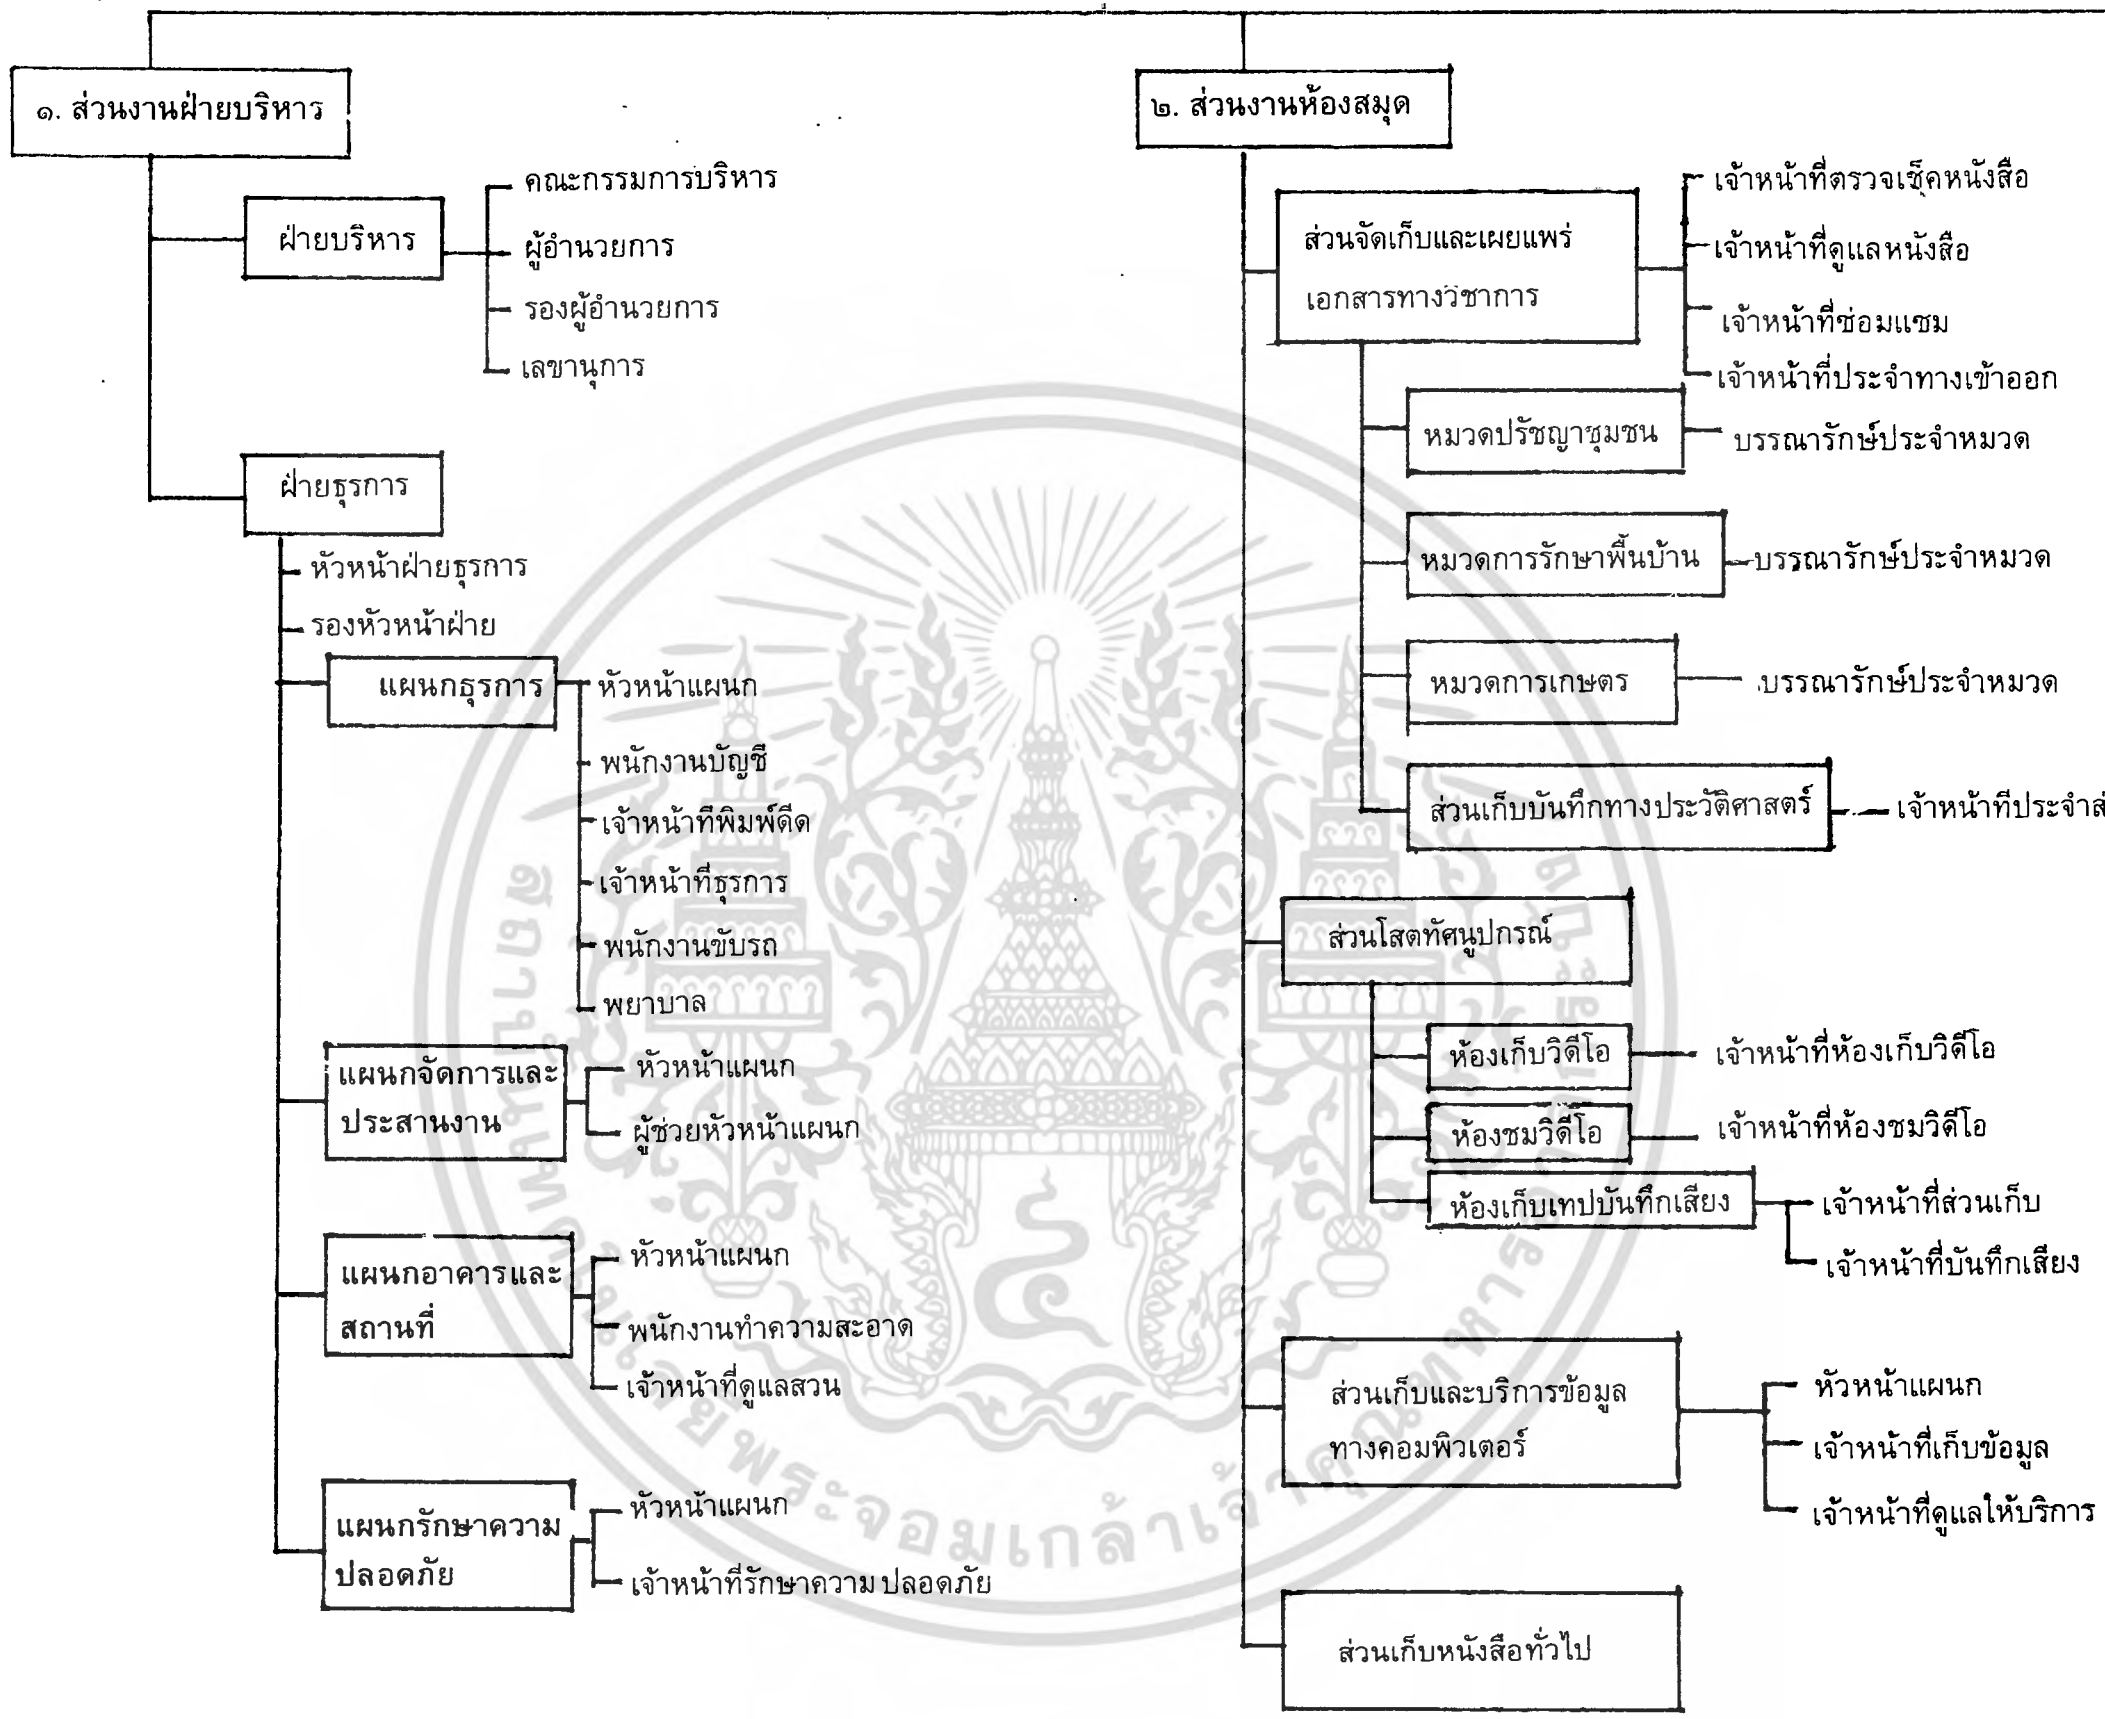 ๑. ส่วนงานฝ่ายบริหาร
ฝ่ายบริหาร
คณะกรรมการบริหาร
ผู้อำนวยการ
รองผู้อำนวยการ
เลขานุการ
ฝ่ายธุรการ
หัวหน้าฝ่ายธุรการ
รองหัวหน้าฝ่าย
แผนกธุรการ
หัวหน้าแผนก
พนักงานบัญชี
เจ้าหน้าทีพิมพ์ดีด
เจ้าหน้าที่ธุรการ
พนักงานขับรถ
พยาบาล
แผนกจัดการและ
ประสานงาน
หัวหน้าแผนก
ผู้ช่วยหัวหน้าแผนก
แผนกอาคารและ
สถานที่
หัวหน้าแผนก
พนักงานทำความสะอาด
เจ้าหน้าที่ดูแลสวน
แผนกรักษาความ
ปลอดภัย
หัวหน้าแผนก
เจ้าหน้าที่รักษาความปลอดภัย
๒. ส่วนงานห้องสมุด
ส่วนจัดเก็บและเผยแพร่
เอกสารทางวิชาการ
เจ้าหน้าที่ตรวจเช็คหนังสือ
เจ้าหน้าที่ดูแลหนังสือ
เจ้าหน้าที่ซ่อมแซม
เจ้าหน้าที่ประจำทางเข้าออก
หมวดปรัชญาชุมชน
บรรณารักษ์ประจำหมวด
หมวดการรักษาพื้นบ้าน
บรรณารักษ์ประจำหมวด
หมวดการเกษตร
บรรณารักษ์ประจำหมวด
ส่วนเก็บบันทึกทางประวัติศาสตร์
เจ้าหน้าทีประจำส่
ส่วนโสตทัศนูปกรณ์
ห้องเก็บวิดีโอ
เจ้าหน้าที่ห้องเก็บวิดีโอ
ห้องชมวิดีโอ
เจ้าหน้าที่ห้องชมวิดีโอ
ห้องเก็บเทปบันทึกเสียง
เจ้าหน้าที่ส่วนเก็บ
เจ้าหน้าที่บันทึกเสียง
ส่วนเก็บและบริการข้อมูล
ทางคอมพิวเตอร์
หัวหน้าแผนก
เจ้าหน้าที่เก็บข้อมูล
เจ้าหน้าที่ดูแลให้บริการ
ส่วนเก็บหนังสือทั่วไป